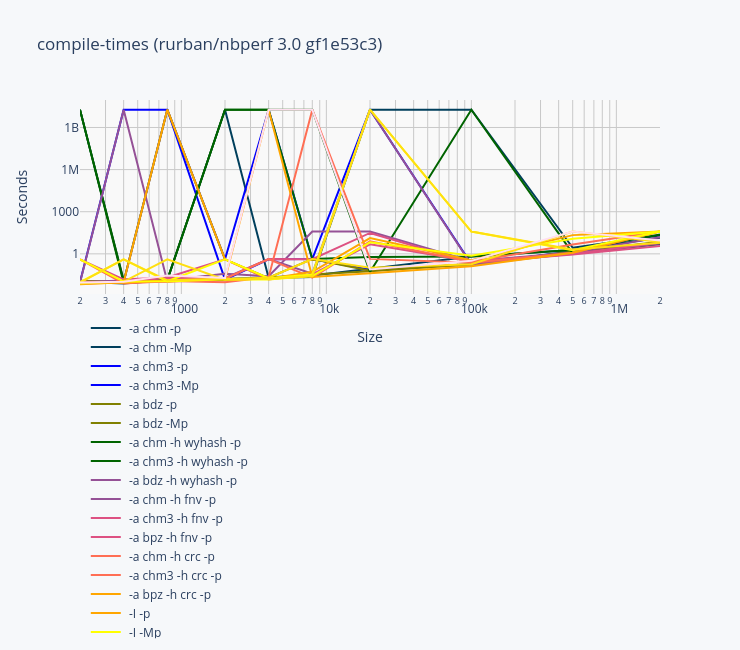 compile-times (rurban/nbperf 3.0 gf1e53c3)
1B
1M
1000
1
Seconds
2 3 4 5 6 7 8 9 1000 2 3 4 5 6 7 8 9 10k 2 3 4 5 6 7 8 9 100k 2 3 4 5 6 7 8 9 1M 2
Size
-a chm -p
-a chm -Mp
-a chm3 -p
-a chm3 -Mp
-a bdz -p
-a bdz -Mp
-a chm -h wyhash -p
-a chm3 -h wyhash -p
-a bdz -h wyhash -p
-a chm -h fnv -p
-a chm3 -h fnv -p
-a bpz -h fnv -p
-a chm -h crc -p
-a chm3 -h crc -p
-a bpz -h crc -p
-I -p
-I -Mp